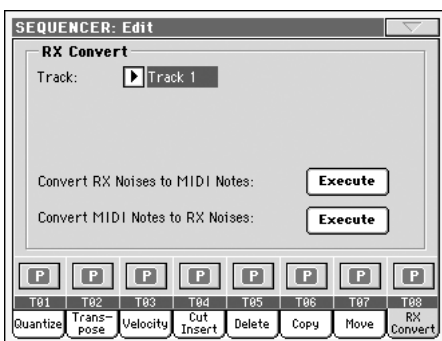 SEQUENCER: Edit
RX Convert
Track: Track 1
Convert RX Noises to MIDI Notes: Execute
Convert MIDI Notes to RX Noises: Execute
P P P P P P P P
T01 T02 T03 T04 T05 T06 T07 T08
Quantize Trans-pose Velocity Cut Insert Delete Copy Move RX Convert